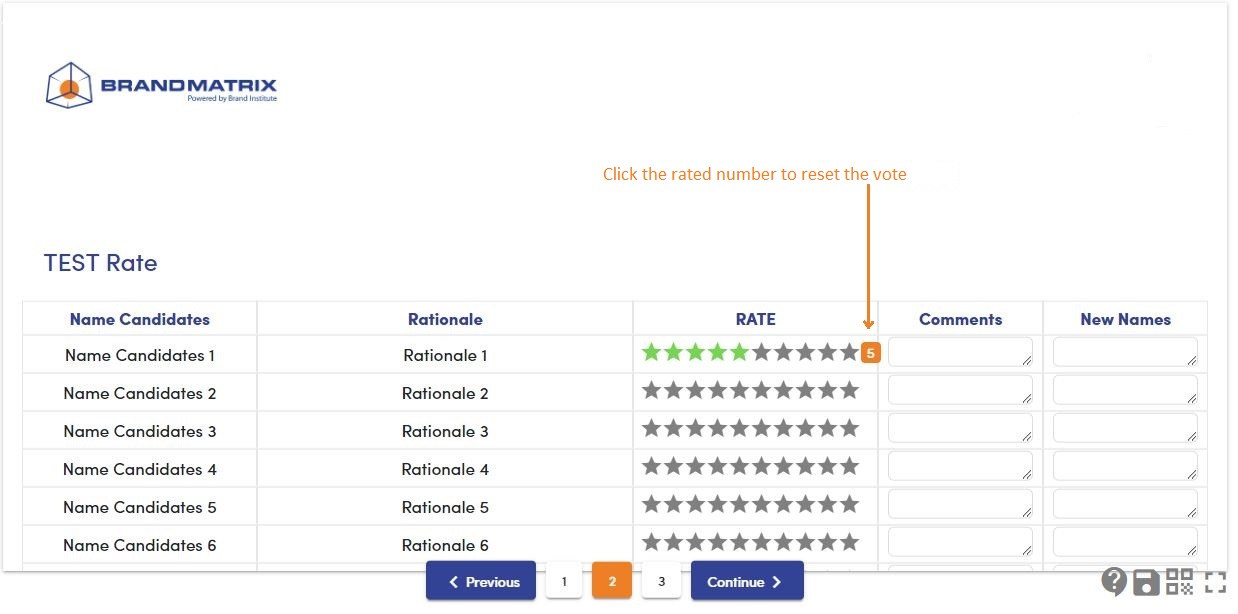 BRANDMATRIX
Powered by Brand Institute
Click the rated number to reset the vote
TEST Rate
Name Candidates Rationale RATE Comments New Names
Name Candidates 1 Rationale 1 5
Name Candidates 2 Rationale 2
Name Candidates 3 Rationale 3
Name Candidates 4 Rationale 4
Name Candidates 5 Rationale 5
Name Candidates 6 Rationale 6
Previous 1 2 3 Continue